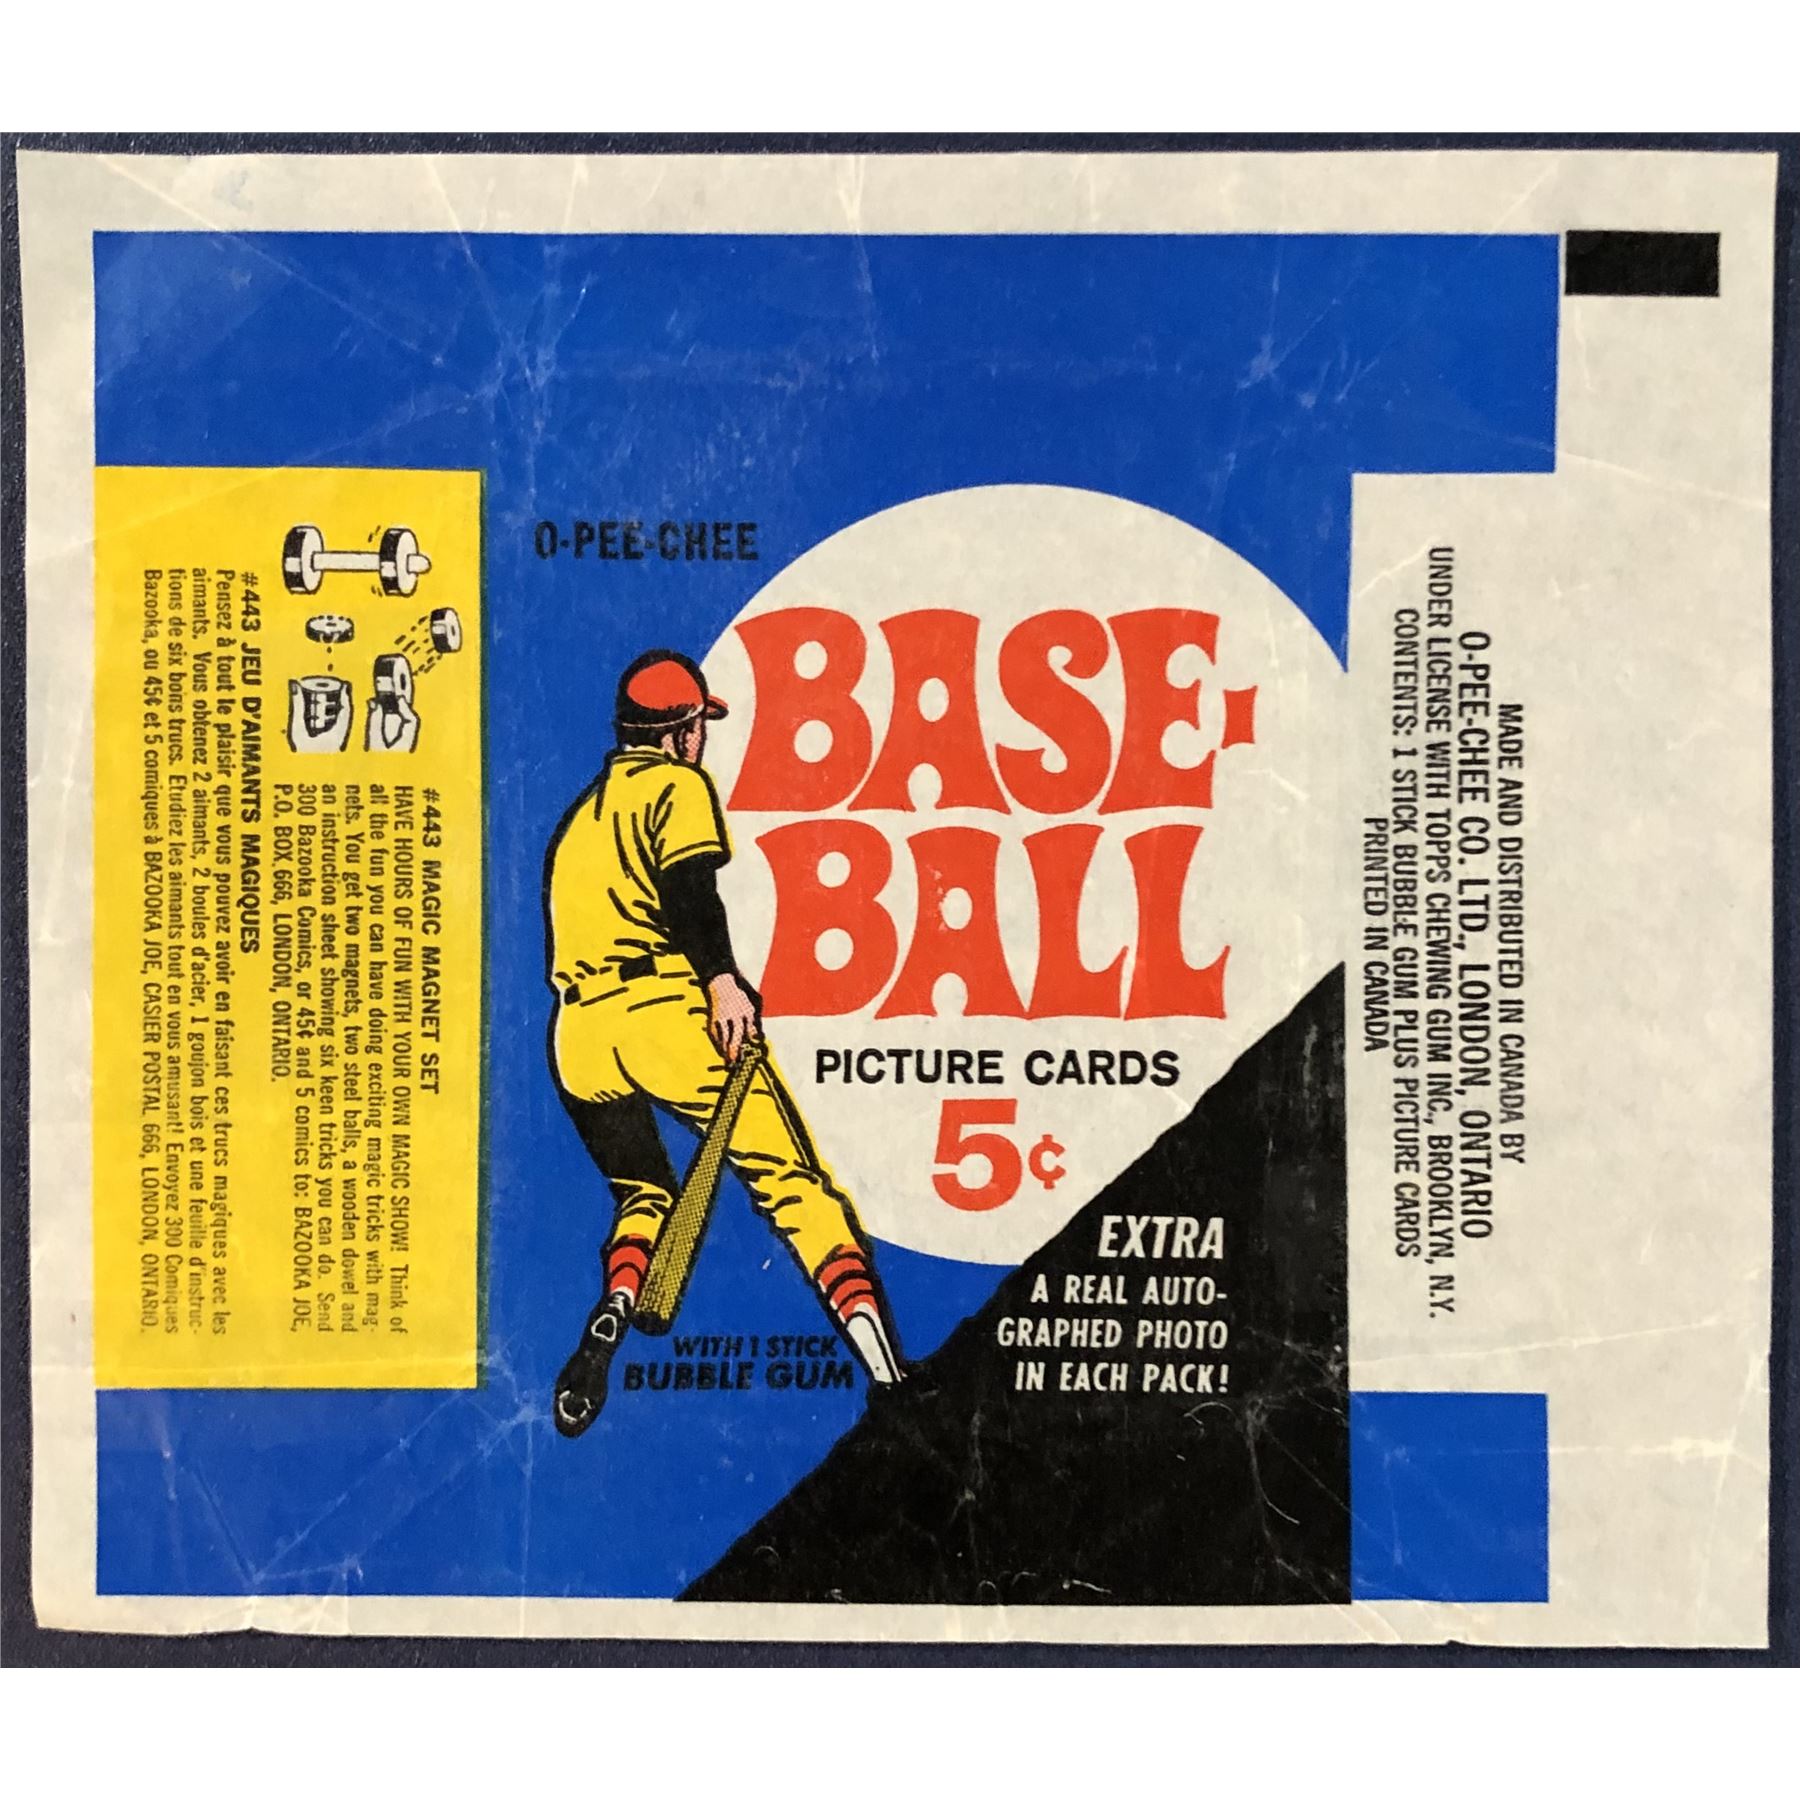 O-PEE-CHEE
BASE-
BALL
PICTURE CARDS
5¢
EXTRA
A REAL AUTO-
GRAPHED PHOTO
IN EACH PACK!
WITH 1 STICK
BUBBLE GUM
#443 MAGIC MAGNET SET
HAVE HOURS OF FUN WITH YOUR OWN MAGIC SHOW! Think of
all the fun you can have doing exciting magic tricks with mag-
nets. You get two magnets, two steel balls, a wooden dowel and
an instruction sheet showing six keen tricks you can do. Send
300 Bazooka Comics, or 45¢ and 5 comics to: BAZOOKA JOE,
P.O. BOX 666, LONDON, ONTARIO.
#443 JEU D'AIMANTS MAGIQUES
Pensez à tout le plaisir que vous pouvez avoir en faisant ces trucs magiques avec les
aimants. Vous obtenez 2 aimants, 2 boules d'acier, 1 goujon bois et une feuille d'instruc-
tions de six bons trucs. Etudiez les aimants tout en vous amusant! Envoyez 300 Comiques
Bazooka, ou 45¢ et 5 comiques à BAZOOKA JOE, CASIER POSTAL 666, LONDON, ONTARIO.
MADE AND DISTRIBUTED IN CANADA BY
O-PEE-CHEE CO. LTD., LONDON, ONTARIO
UNDER LICENSE WITH TOPPS CHEWING GUM INC., BROOKLYN, N.Y.
CONTENTS: 1 STICK BUBBLE GUM PLUS PICTURE CARDS
PRINTED IN CANADA